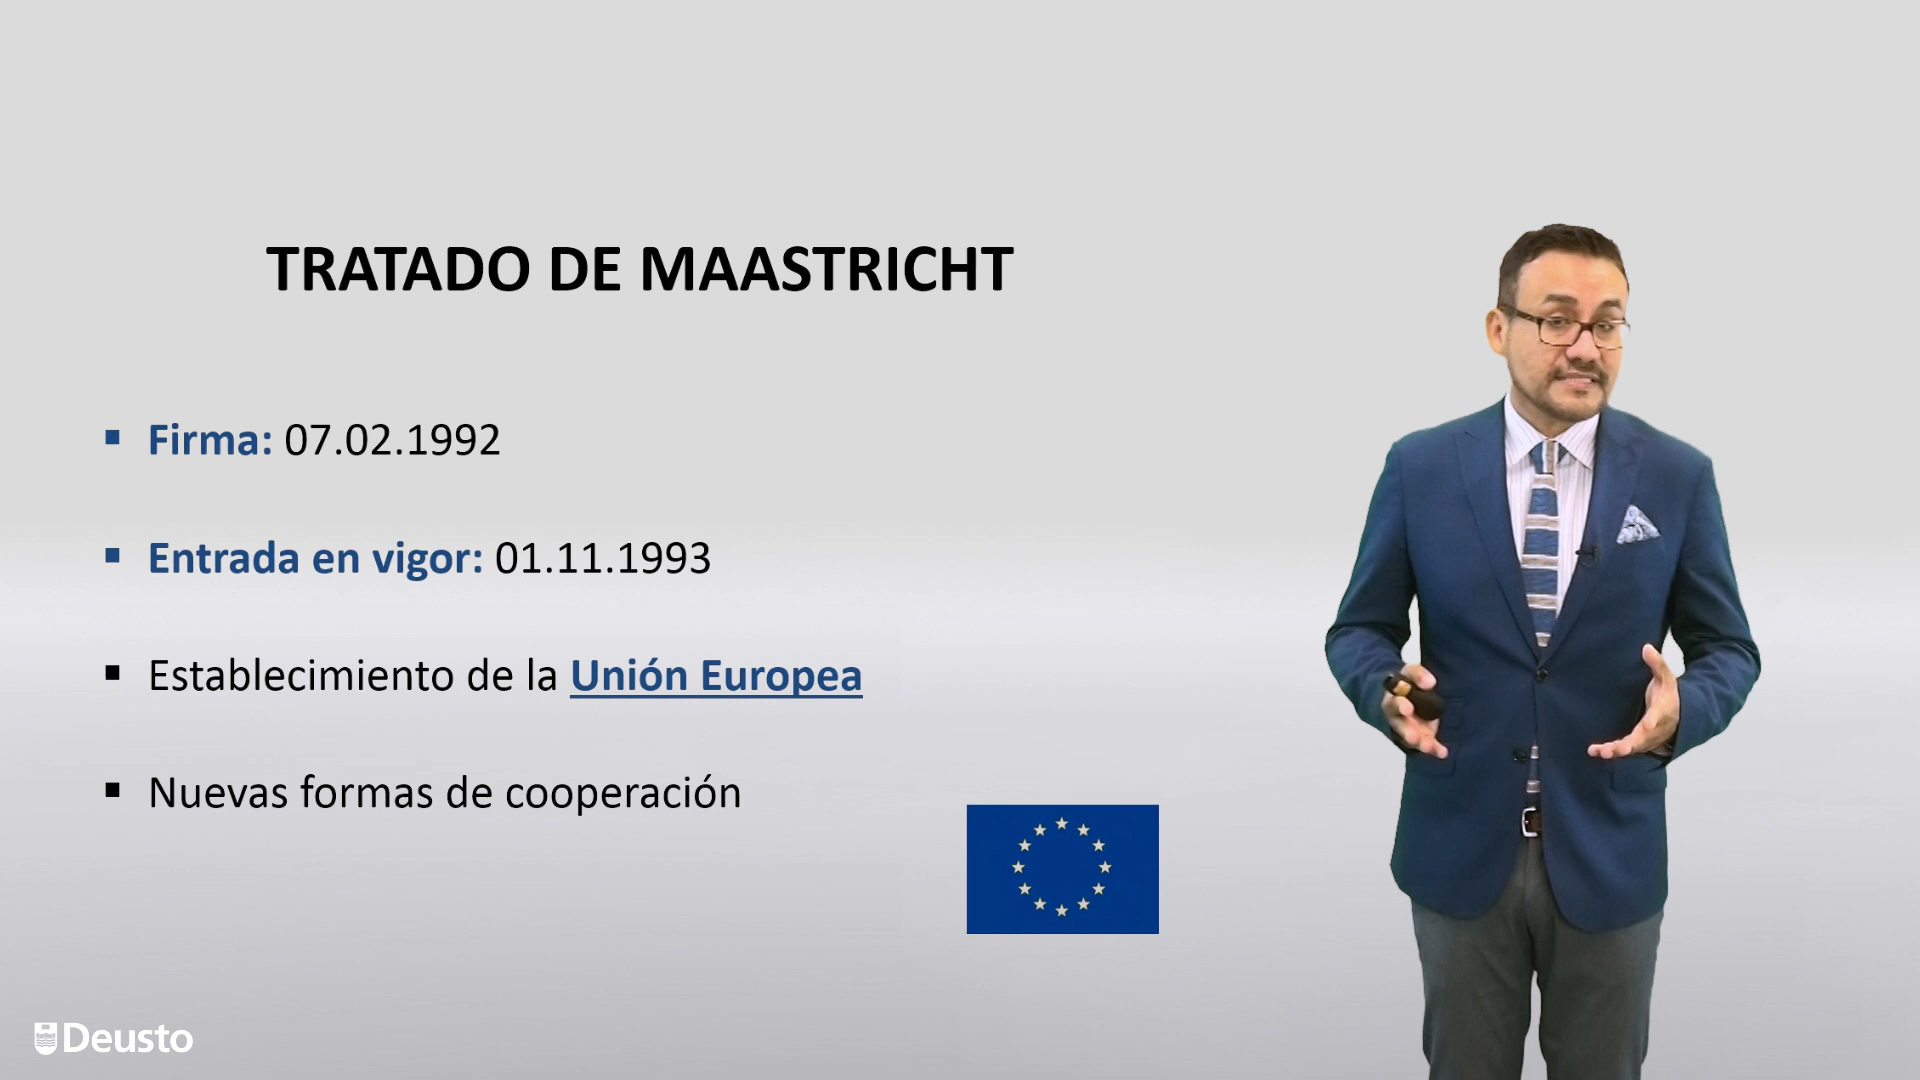 TRATADO DE MAASTRICHT
Firma: 07.02.1992
Entrada en vigor: 01.11.1993
Establecimiento de la Unión Europea
Nuevas formas de cooperación
Deusto